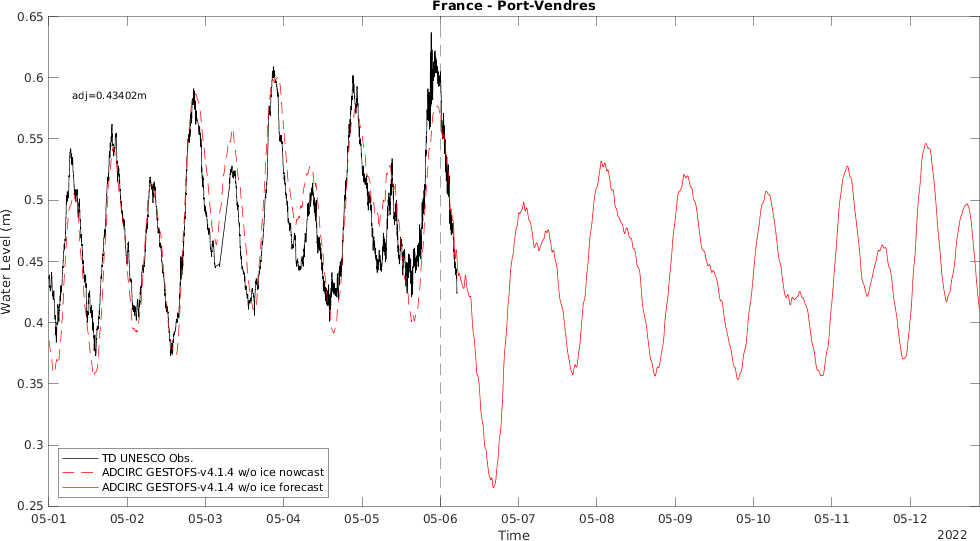 France - Port-Vendres
0.65
0.6
0.55
0.5
0.45
0.4
0.35
0.3
0.25
Water Level (m)
adj=0.43402m
TD UNESCO Obs.
ADCIRC GESTOFS-v4.1.4 w/o ice nowcast
ADCIRC GESTOFS-v4.1.4 w/o ice forecast
05-01 05-02 05-03 05-04 05-05 05-06 05-07 05-08 05-09 05-10 05-11 05-12
Time
2022